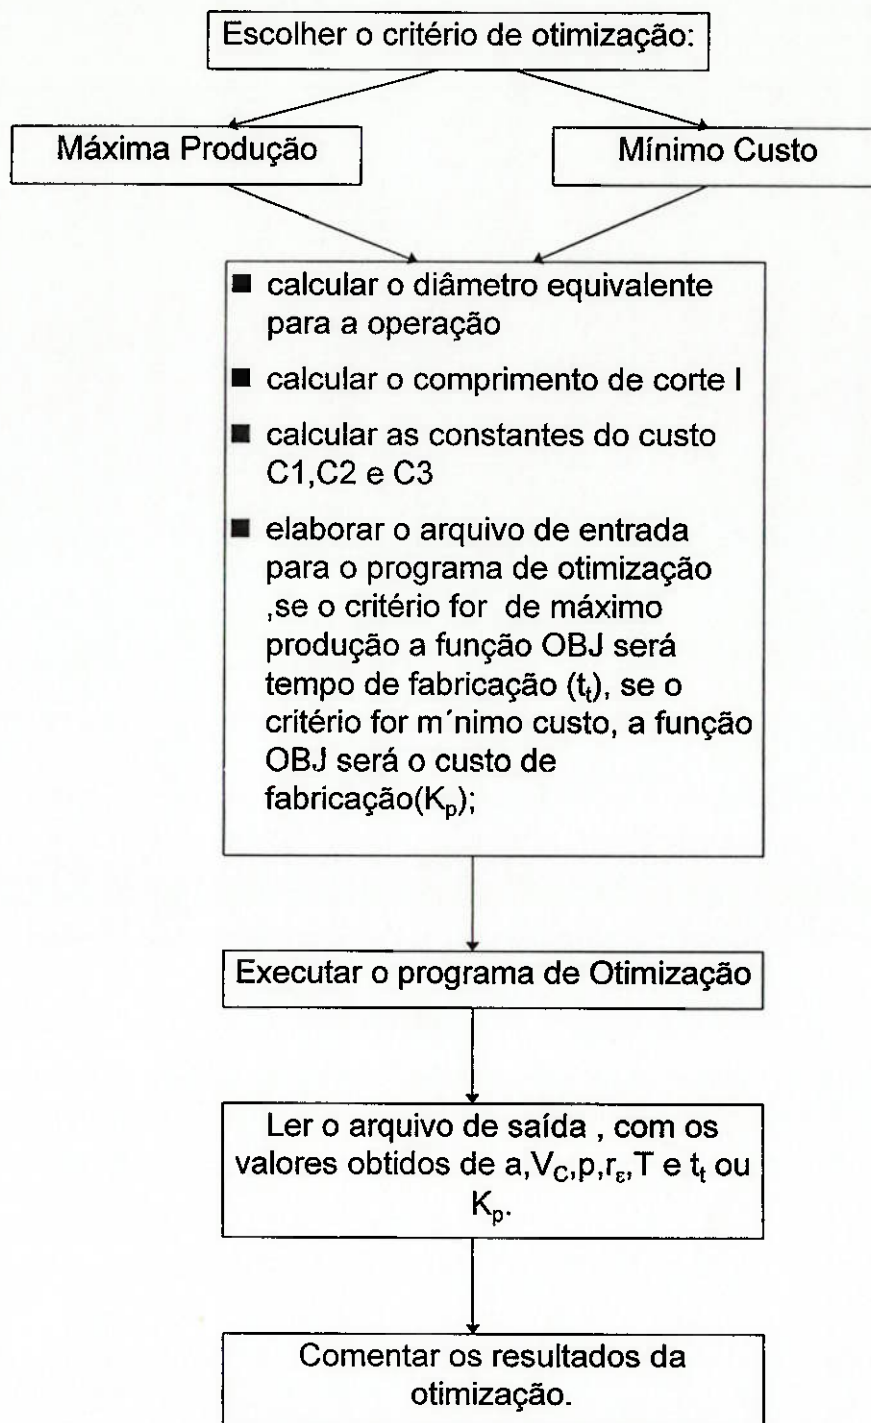 Escolher o critério de otimização:
Máxima Produção
Mínimo Custo
■ calcular o diâmetro equivalente
para a operação
■ calcular o comprimento de corte l
■ calcular as constantes do custo
C1,C2 e C3
■ elaborar o arquivo de entrada
para o programa de otimização
,se o critério for de máximo
produção a função OBJ será
tempo de fabricação (tₜ), se o
critério for m´nimo custo, a função
OBJ será o custo de
fabricação(Kₚ);
Executar o programa de Otimização
Ler o arquivo de saída , com os
valores obtidos de a,V_C,p,r_ε,T e tₜ ou
Kₚ.
Comentar os resultados da
otimização.